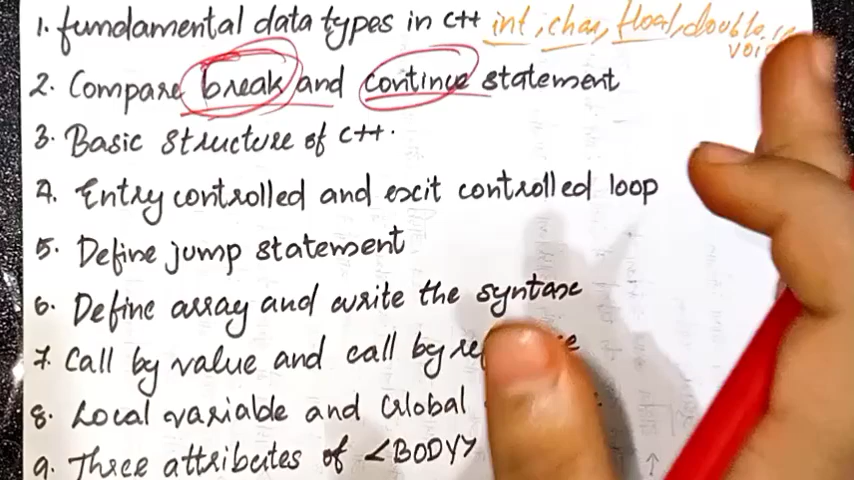 1. fundamental data types in C++ int, char, float, double,
2. Compare break and continue statement
3. Basic structure of C++.
4. Entry controlled and exit controlled loop
5. Define jump statement
6. Define array and write the syntax
7. Call by value and call by
8. Local variable and Global
9. Three attributes of <BODY>